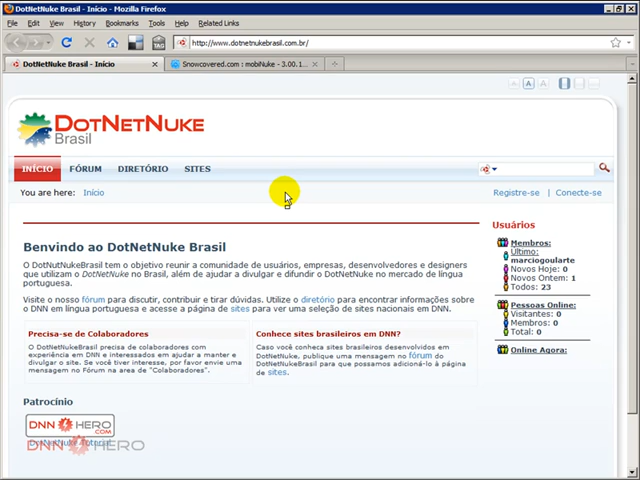 DotNetNuke Brasil - Início - Mozilla Firefox
File Edit View History Bookmarks Tools Help Related Links
TAG http://www.dotnetnukebrasil.com.br/
DotNetNuke Brasil - Início Snowcovered.com : mobiNuke - 3.00.1...
A A A
DOTNETNUKE
Brasil
INÍCIO FÓRUM DIRETÓRIO SITES
You are here: Início Registre-se Conecte-se
Usuários
Membros:
Último:
marciogoularte
Novos Hoje: 0
Novos Ontem: 1
Todos: 23
Pessoas Online:
Visitantes: 0
Membros: 0
Total: 0
Online Agora:
Benvindo ao DotNetNuke Brasil
O DotNutNukeBrasil tem o objetivo reunir a comunidade de usuários, empresas, desenvolvedores e designers
que utilizam o DotNetNuke no Brasil, além de ajudar a divulgar e difundir o DotNetNuke no mercado de língua
portuguesa.
Visite o nosso fórum para discutir, contribuir e tirar dúvidas. Utilize o diretório para encontrar informações sobre
o DNN em língua portuguesa e acesse a página de sites para ver uma seleção de sites nacionais em DNN.
Precisa-se de Colaboradores
O DotNetNukeBrasil precisa de colaboradores com
experiência em DNN e interessados em ajudar a manter e
divulgar o site. Se você tiver interesse, por favor envie uma
mensagem no Fórum na area de "Colaboradores".
Conhece sites brasileiros em DNN?
Caso você conheça sites brasileiros desenvolvidos em
DotNetNuke, publique uma mensagem no fórum do
DotNetNukeBrasil para que possamos adicioná-lo à página
de sites.
Patrocínio
DNN HERO
.COM
DotNetNuke Tutorial
DNN HERO